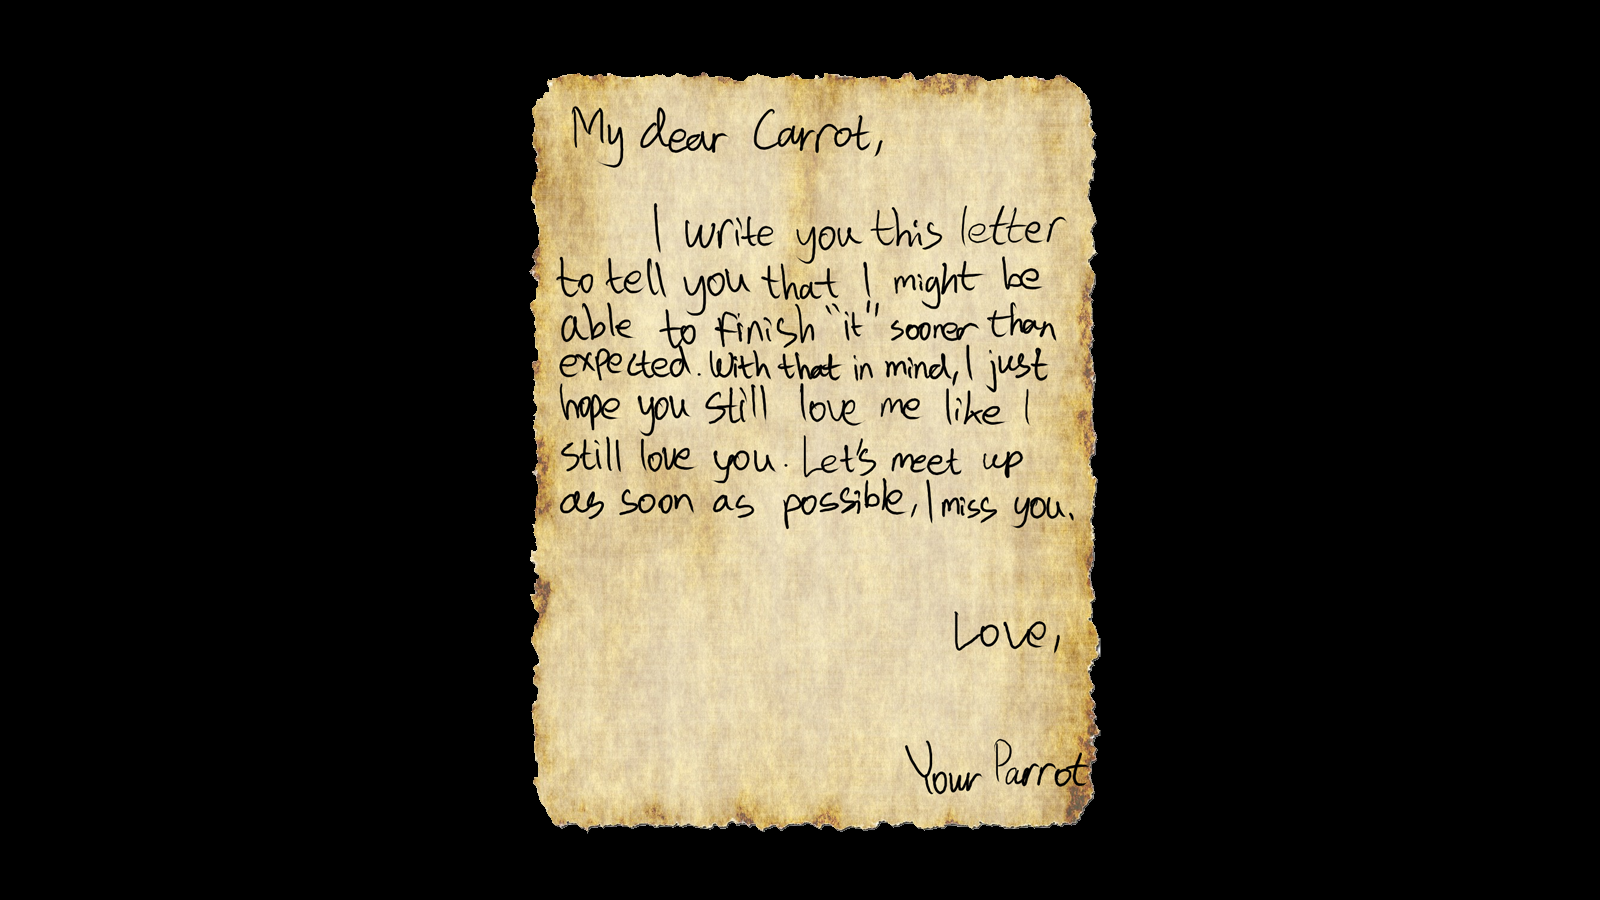 My dear Carrot,
I write you this letter
to tell you that I might be
able to finish "it" sooner than
expected. With that in mind, I just
hope you still love me like I
still love you. Let's meet up
as soon as possible, I miss you.
Love,
Your Parrot